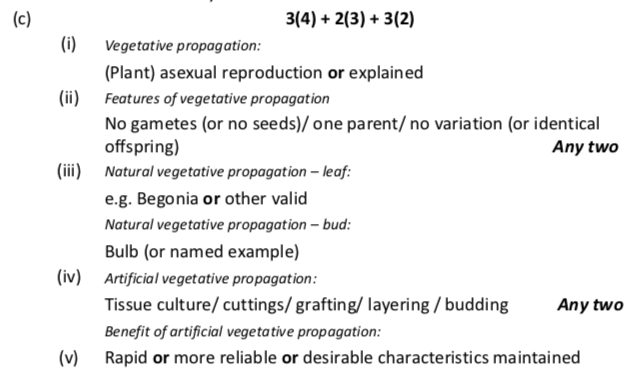 (c) 3(4) + 2(3) + 3(2)
(i) Vegetative propagation:
(Plant) asexual reproduction or explained
(ii) Features of vegetative propagation
No gametes (or no seeds)/ one parent/ no variation (or identical
offspring) Any two
(iii) Natural vegetative propagation – leaf:
e.g. Begonia or other valid
Natural vegetative propagation – bud:
Bulb (or named example)
(iv) Artificial vegetative propagation:
Tissue culture/ cuttings/ grafting/ layering / budding Any two
Benefit of artificial vegetative propagation:
(v) Rapid or more reliable or desirable characteristics maintained